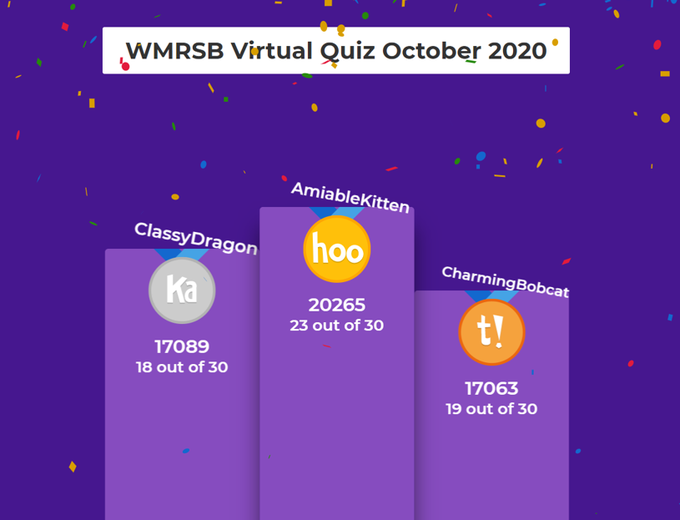 WMRSB Virtual Quiz October 2020
AmiableKitten
ClassyDragon
CharmingBobcat
hoo
Ka
t!
20265
23 out of 30
17089
18 out of 30
17063
19 out of 30